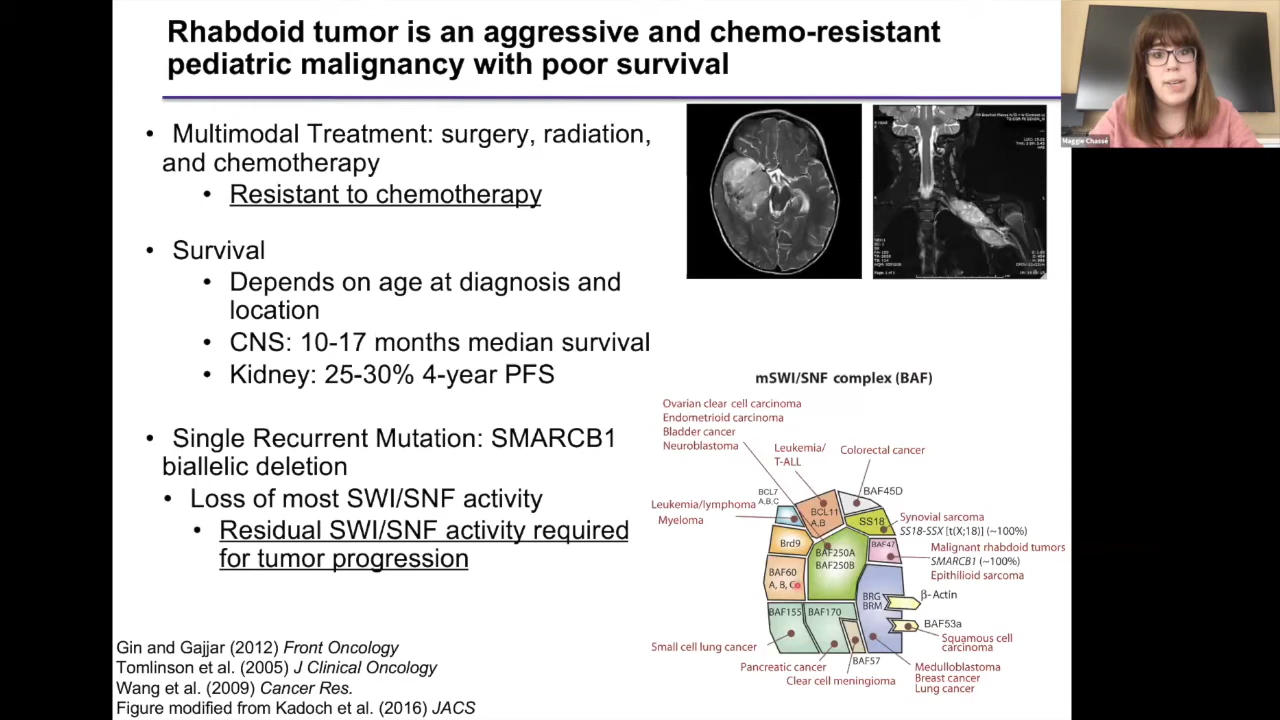 Rhabdoid tumor is an aggressive and chemo-resistant
pediatric malignancy with poor survival
Maggie Chassé
• Multimodal Treatment: surgery, radiation,
and chemotherapy
• Resistant to chemotherapy
• Survival
• Depends on age at diagnosis and
location
• CNS: 10-17 months median survival
• Kidney: 25-30% 4-year PFS
• Single Recurrent Mutation: SMARCB1
biallelic deletion
• Loss of most SWI/SNF activity
• Residual SWI/SNF activity required
for tumor progression
mSWI/SNF complex (BAF)
Ovarian clear cell carcinoma
Endometrioid carcinoma
Bladder cancer
Neuroblastoma
Leukemia/
T-ALL
Colorectal cancer
BCL7
A,B,C
BAF45D
Leukemia/lymphoma
Myeloma
BCL11
A,B
SS18
Synovial sarcoma
SS18-SSX [t(X;18)] (~100%)
Brd9
BAF250A
BAF250B
BAF47
Malignant rhabdoid tumors
SMARCB1 (~100%)
Epithilioid sarcoma
BAF60
A, B, C
BRG
BRM
β-Actin
BAF155
BAF170
BAF53a
Squamous cell
carcinoma
Small cell lung cancer
BAF57
Pancreatic cancer
Clear cell meningioma
Medulloblastoma
Breast cancer
Lung cancer
Gin and Gajjar (2012) Front Oncology
Tomlinson et al. (2005) J Clinical Oncology
Wang et al. (2009) Cancer Res.
Figure modified from Kadoch et al. (2016) JACS